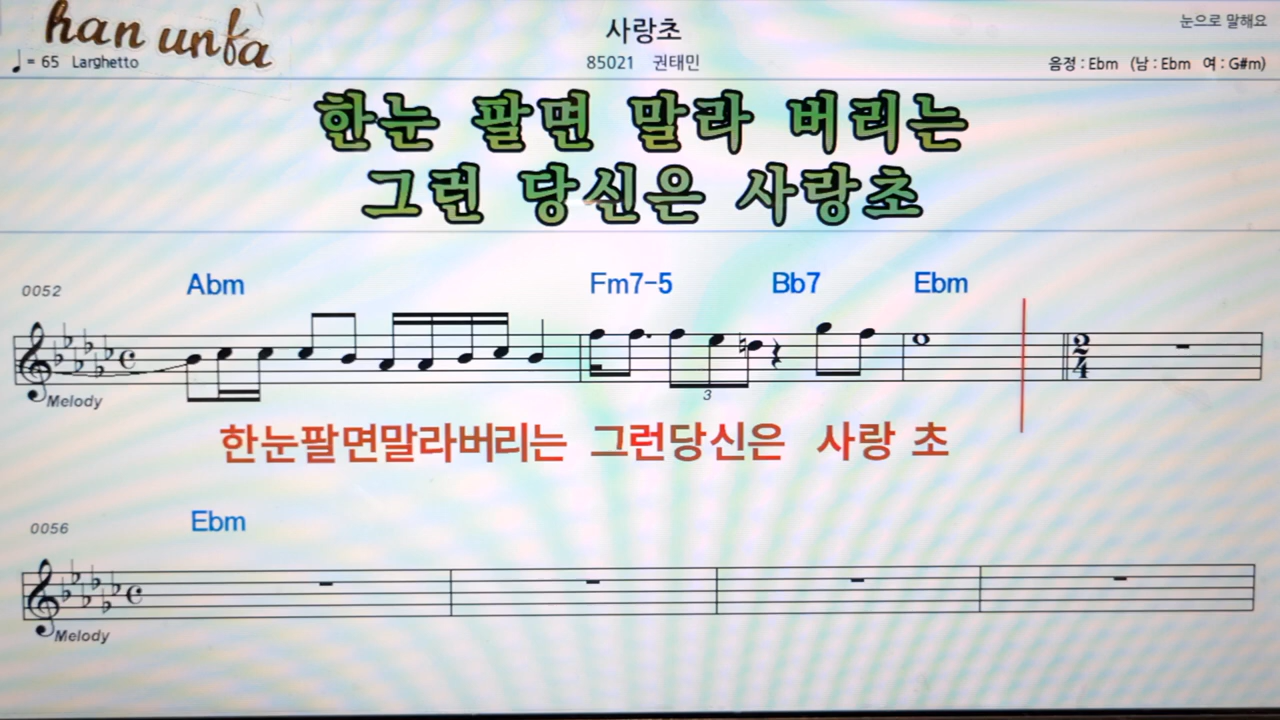 han unfa
사랑초
눈으로 말해요
♩= 65 Larghetto
85021 권태민
음정 : Ebm (남 : Ebm 여 : G#m)
한눈 팔면 말라 버리는
그런 당신은 사랑초
0052
Abm Fm7-5 Bb7 Ebm
2
4
3
Melody
한눈팔면말라버리는 그런당신은 사랑 초
0056
Ebm
Melody